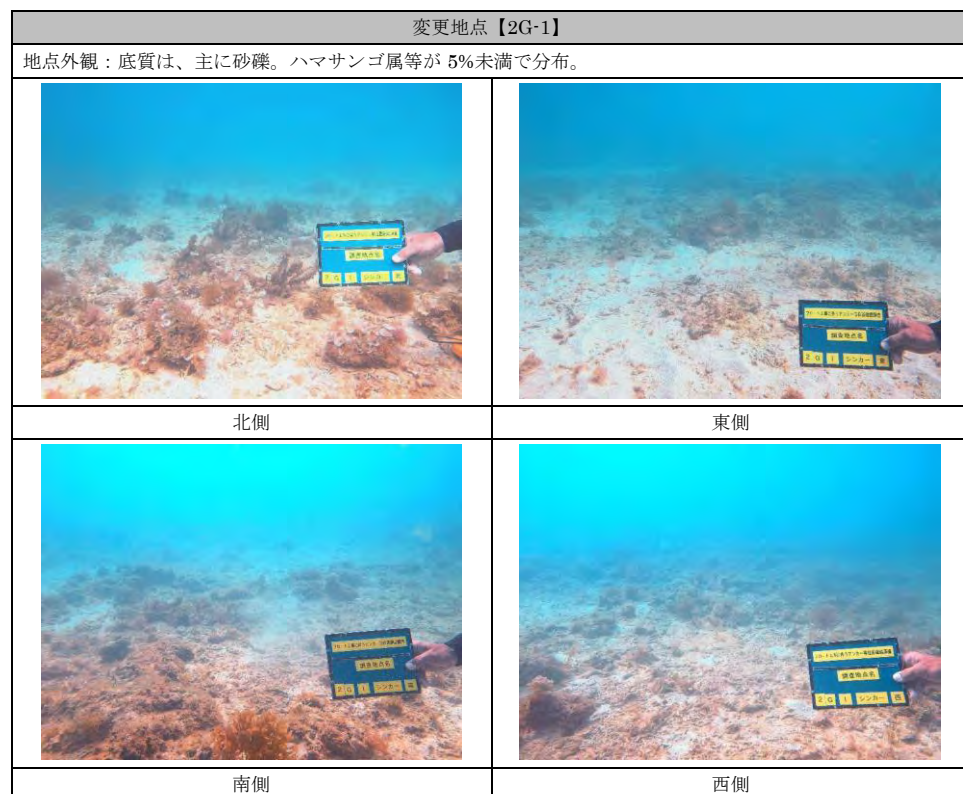 変更地点【2G-1】
地点外観：底質は、主に砂礫。ハマサンゴ属等が 5%未満で分布。
調査地点名
2 G 1 シンカー 北
調査地点名
2 G 1 シンカー 東
北側
東側
調査地点名
2 G 1 シンカー 南
調査地点名
2 G 1 シンカー 西
南側
西側